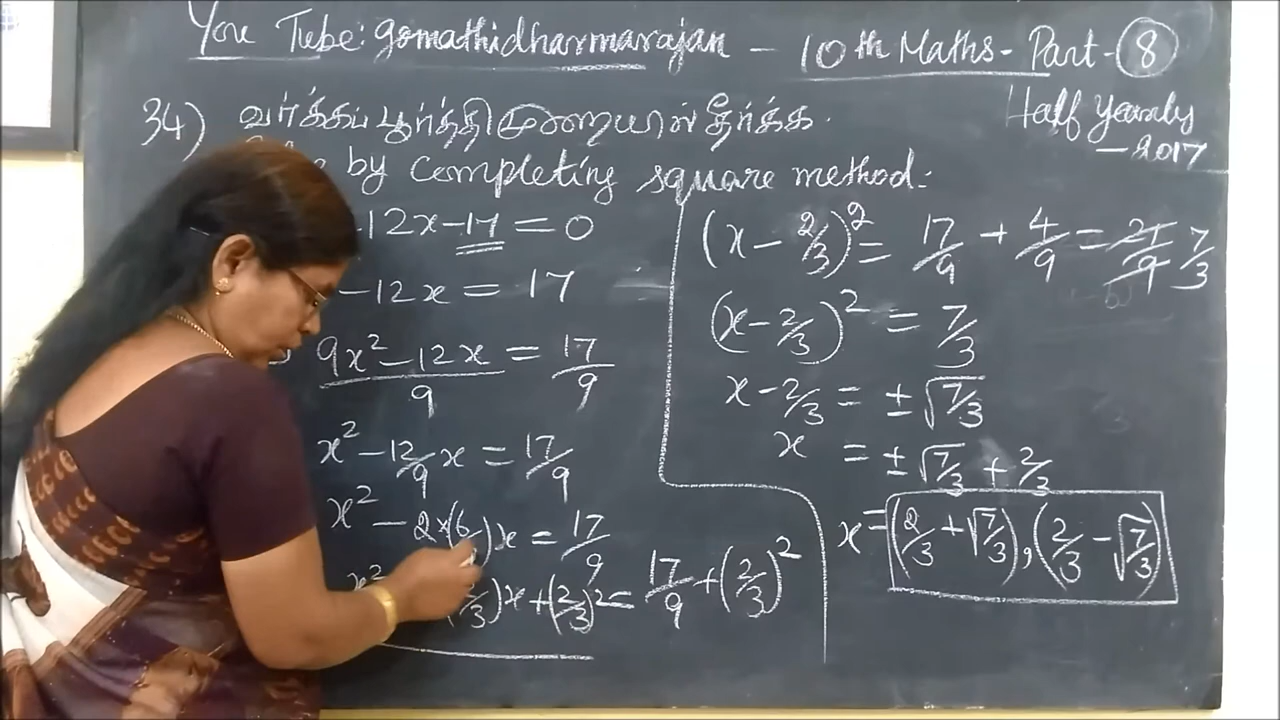 You Tube: gomathidharmarajan – 10th Maths - Part - 8
Half Yearly
– 2017
34) வர்க்கப் பூர்த்தி முறையால் தீர்க்க.
by completing square method:-
-12x-17 = 0
-12x = 17
9x²-12x/9 = 17/9
x² - 12/9 x = 17/9
x² - 2×(6/ )x = 17/9
x² /3)x + (2/3)² = 17/9 + (2/3)²
(x - 2/3)² = 17/9 + 4/9 = 21/9 7/3
(x - 2/3)² = 7/3
x - 2/3 = ± √7/3
x = ± √7/3 + 2/3
x = (2/3 + √7/3), (2/3 - √7/3)